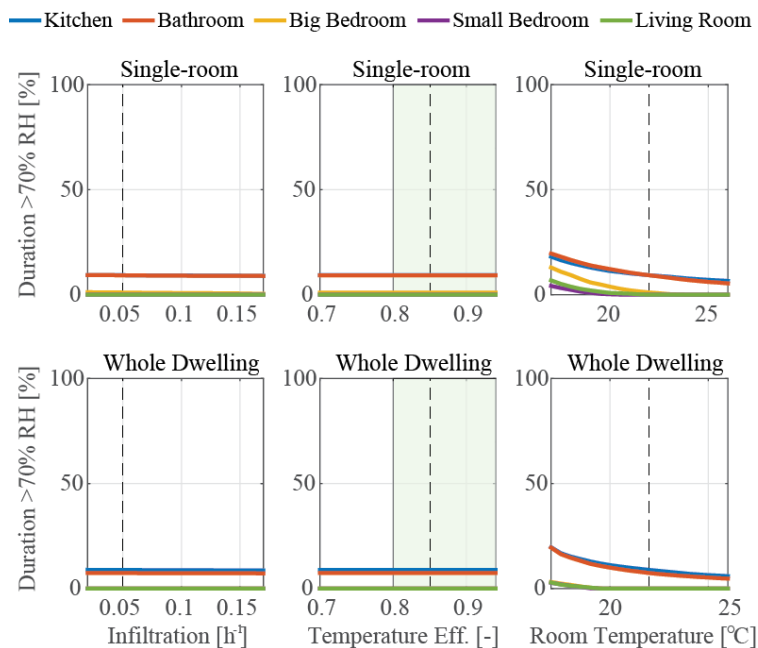 Kitchen Bathroom Big Bedroom Small Bedroom Living Room
Single-room Single-room Single-room
Duration >70% RH [%]
100 100 100
50 50 50
0 0 0
0.05 0.1 0.15 0.7 0.8 0.9 20 25
Whole Dwelling Whole Dwelling Whole Dwelling
Duration >70% RH [%]
100 100 100
50 50 50
0 0 0
0.05 0.1 0.15 0.7 0.8 0.9 20 25
Infiltration [h⁻¹] Temperature Eff. [-] Room Temperature [°C]